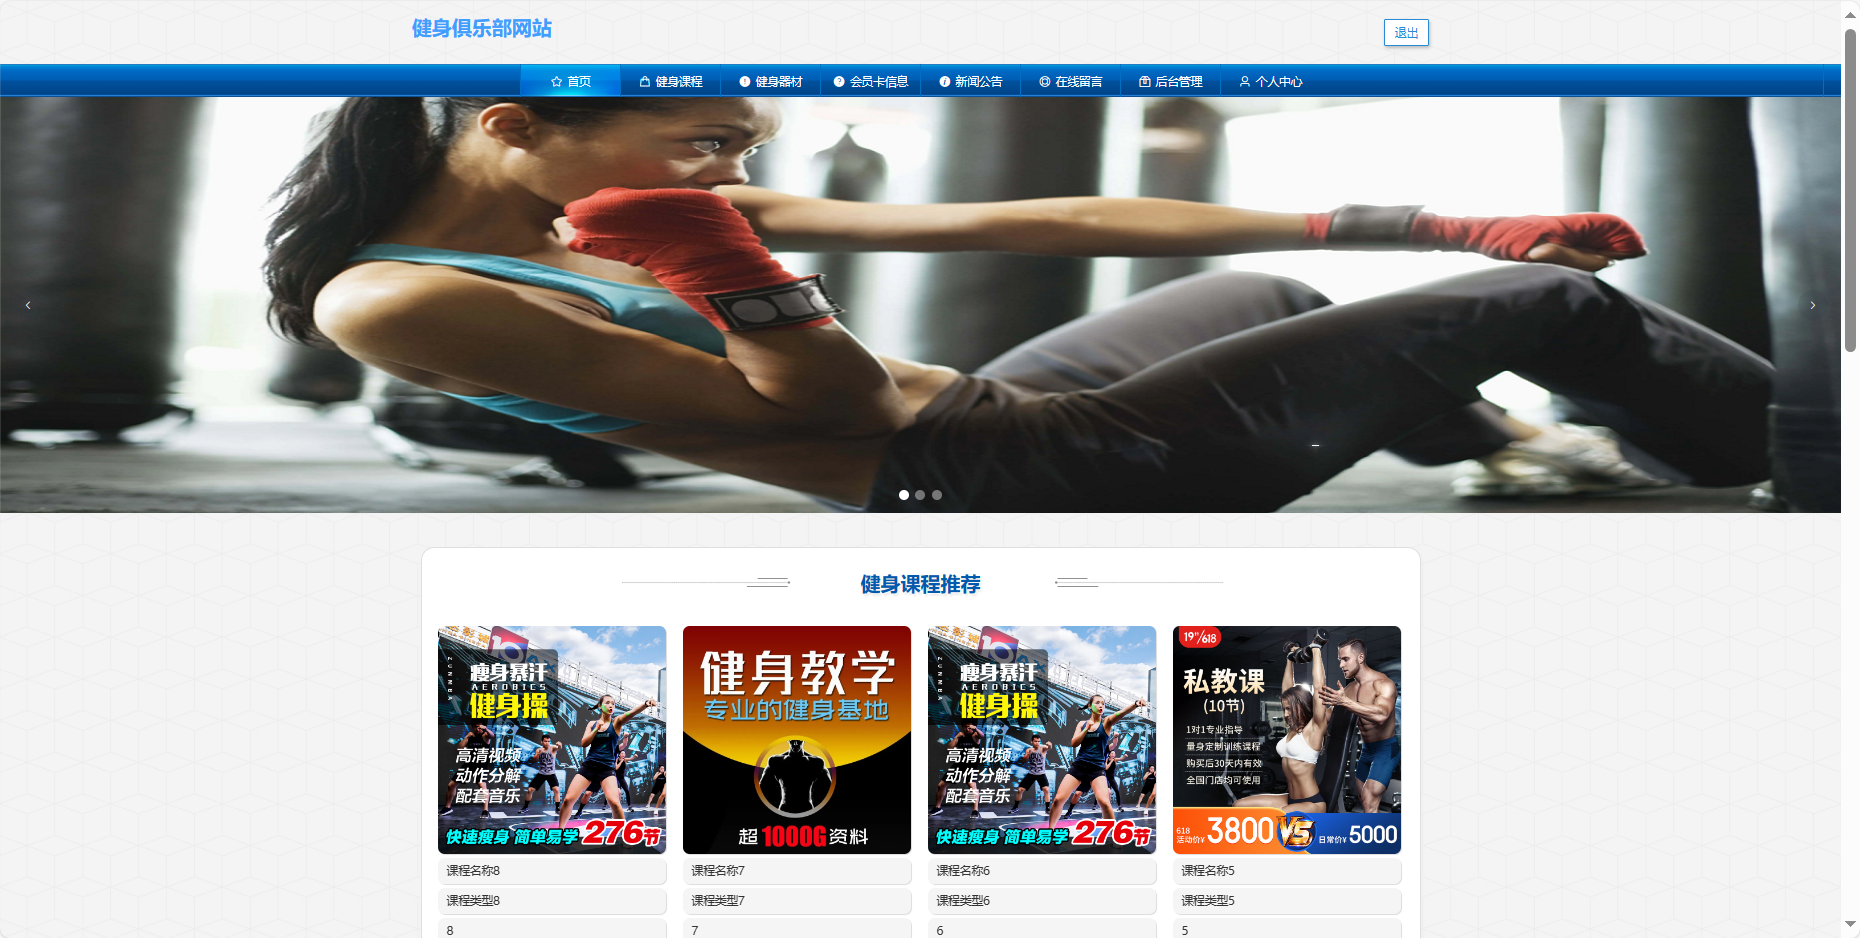 健身俱乐部网站
退出
首页
健身课程
健身器材
会员卡信息
新闻公告
在线留言
后台管理
个人中心
健身课程推荐
ZUMBA
瘦身暴汗
AEROBICS
健身操
高清视频
动作分解
配套音乐
快速瘦身 简单易学 276节
课程名称8
课程类型8
8
健身教学
专业的健身基地
超1000G资料
课程名称7
课程类型7
7
瘦身暴汗
AEROBICS
健身操
高清视频
动作分解
配套音乐
快速瘦身 简单易学 276节
课程名称6
课程类型6
6
私教课
(10节)
1对1专业指导
量身定制训练课程
购买后30天内有效
全国门店均可使用
618
活动价¥ 3800 VS 日常价¥ 5000
课程名称5
课程类型5
5